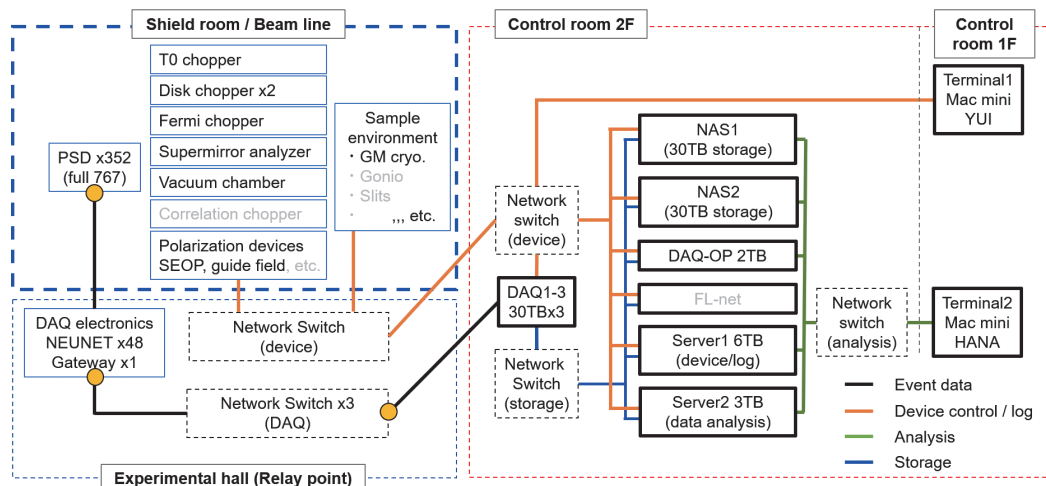 Shield room / Beam line
T0 chopper
Disk chopper x2
Fermi chopper
Supermirror analyzer
Vacuum chamber
Correlation chopper
Polarization devices
SEOP, guide field, etc.
PSD x352
(full 767)
Sample
environment
・GM cryo.
・Gonio
・Slits
・ ,,, etc.
DAQ electronics
NEUNET x48
Gateway x1
Network Switch
(device)
Network Switch x3
(DAQ)
Experimental hall (Relay point)
Control room 2F
Control
room 1F
Network
switch
(device)
DAQ1-3
30TBx3
Network
Switch
(storage)
NAS1
(30TB storage)
NAS2
(30TB storage)
DAQ-OP 2TB
FL-net
Server1 6TB
(device/log)
Server2 3TB
(data analysis)
Network
switch
(analysis)
Terminal1
Mac mini
YUI
Terminal2
Mac mini
HANA
Event data
Device control / log
Analysis
Storage